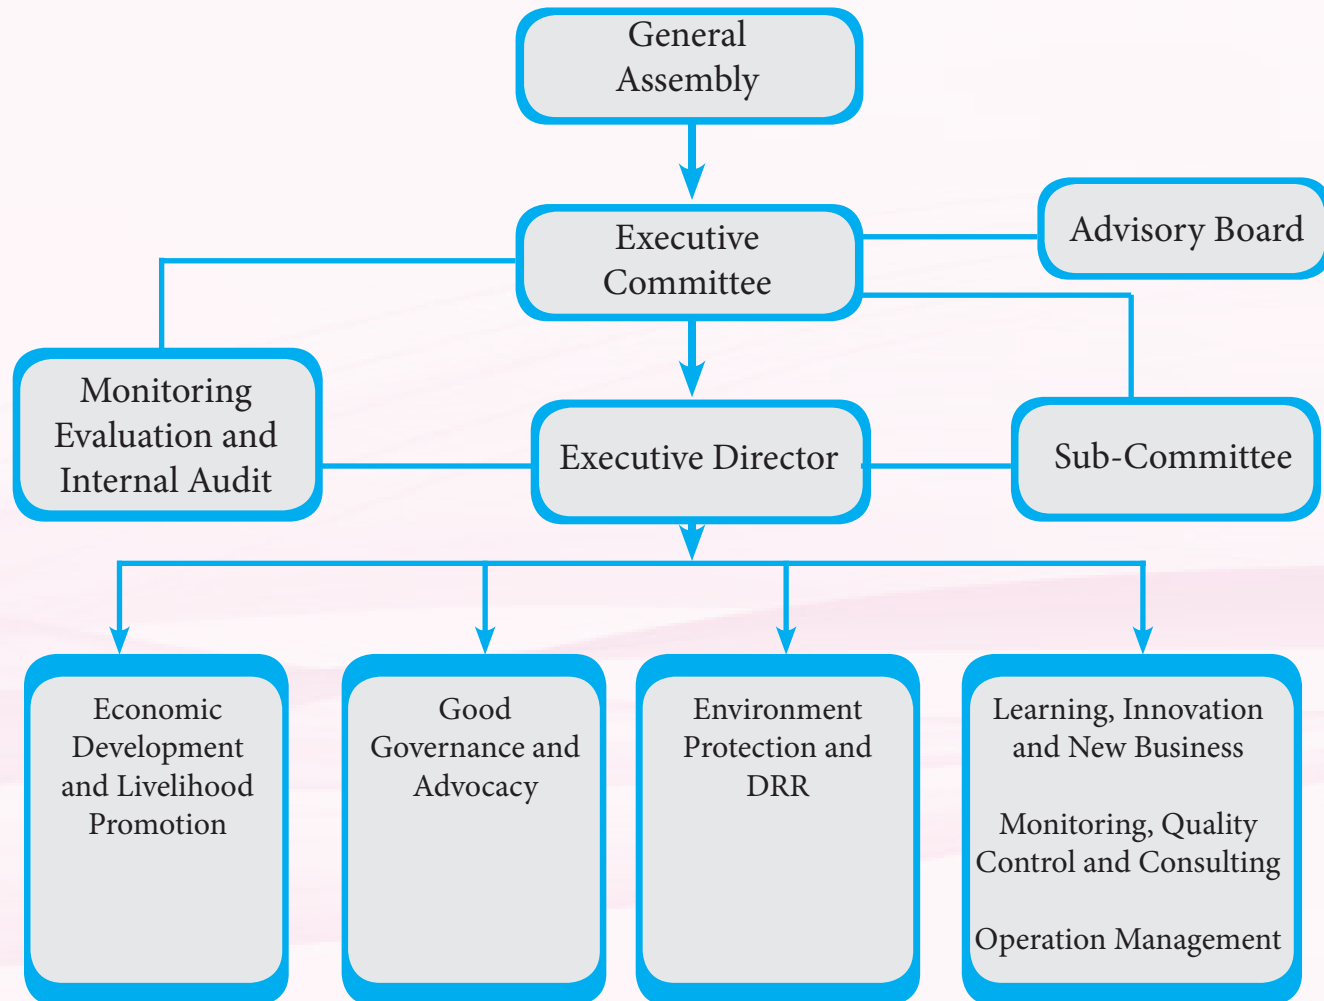 General
Assembly
Executive
Committee
Advisory Board
Monitoring
Evaluation and
Internal Audit
Executive Director
Sub-Committee
Economic
Development
and Livelihood
Promotion
Good
Governance and
Advocacy
Environment
Protection and
DRR
Learning, Innovation
and New Business
Monitoring, Quality
Control and Consulting
Operation Management